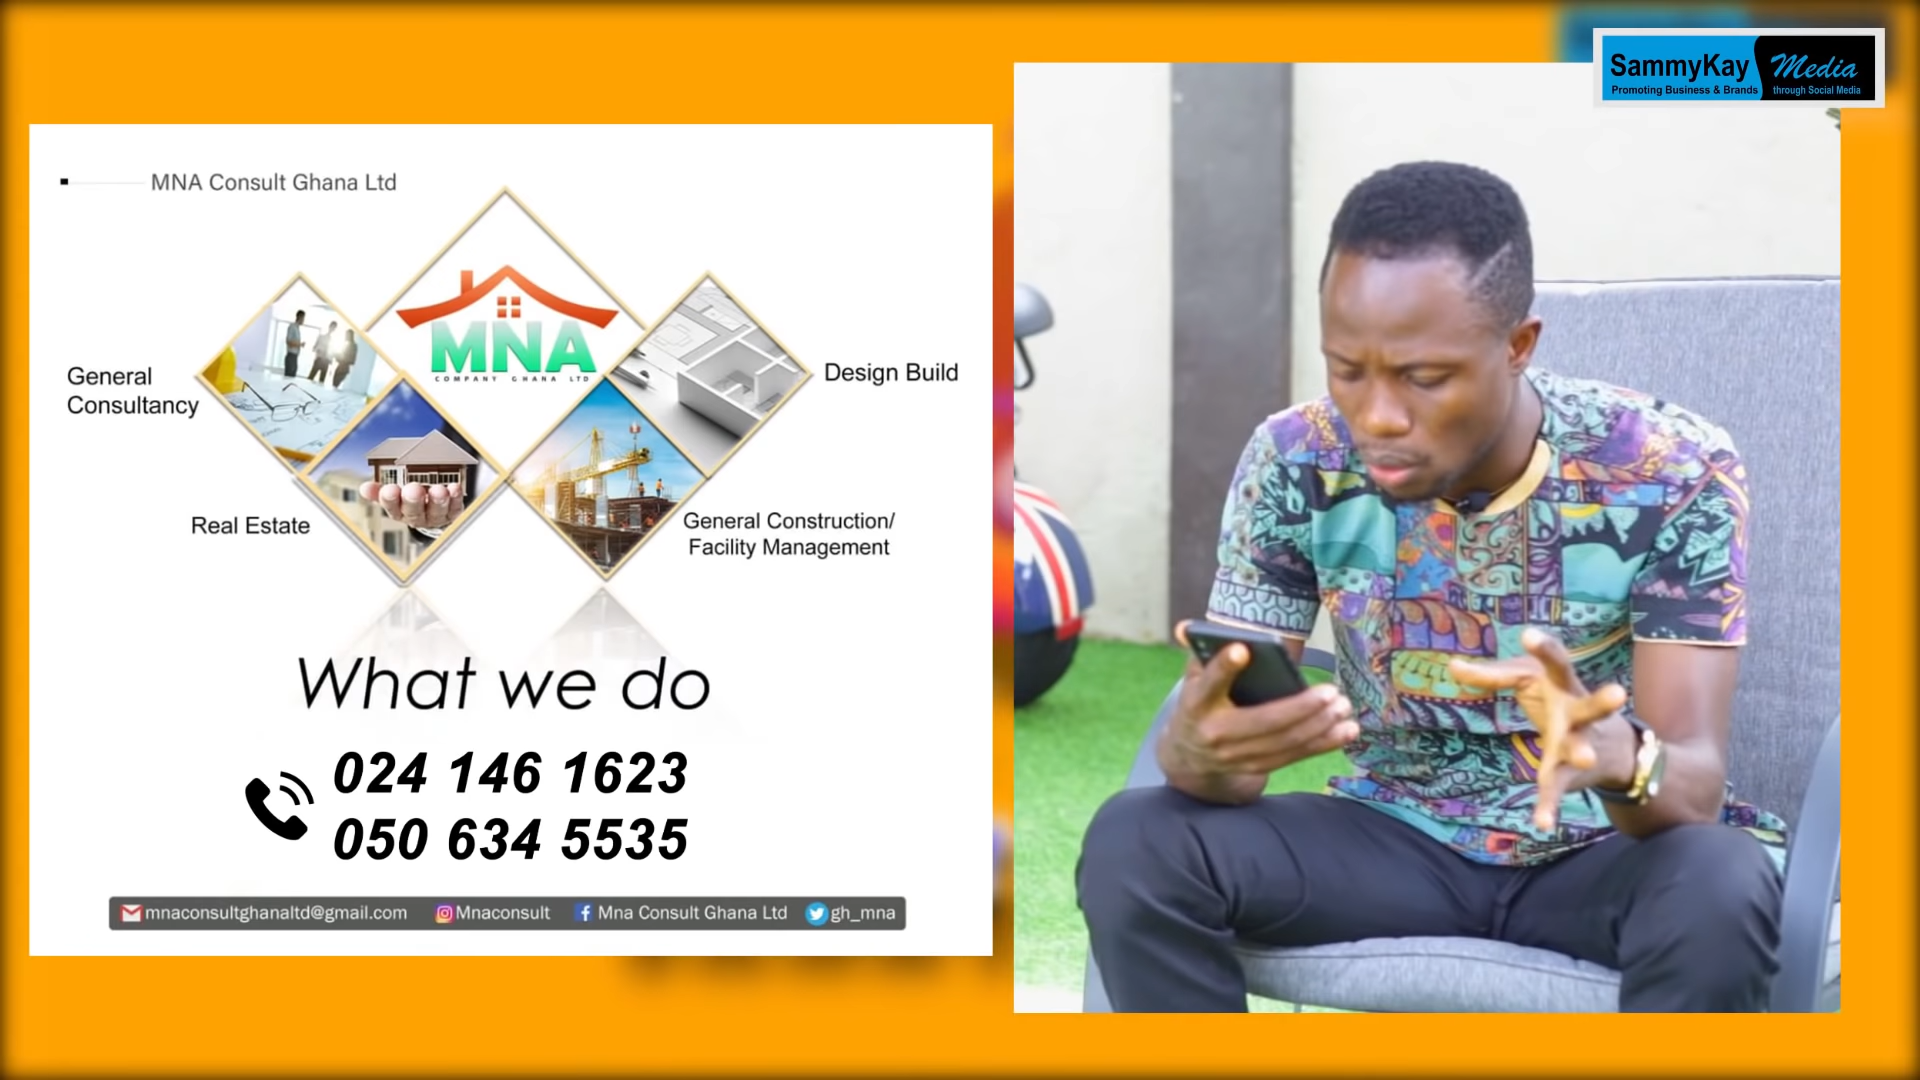 SammyKay Media
Promoting Business & Brands through Social Media
MNA Consult Ghana Ltd
MNA
COMPANY GHANA LTD
General
Consultancy
Design Build
Real Estate
General Construction/
Facility Management
What we do
024 146 1623
050 634 5535
mnaconsultghanaltd@gmail.com Mnaconsult Mna Consult Ghana Ltd gh_mna